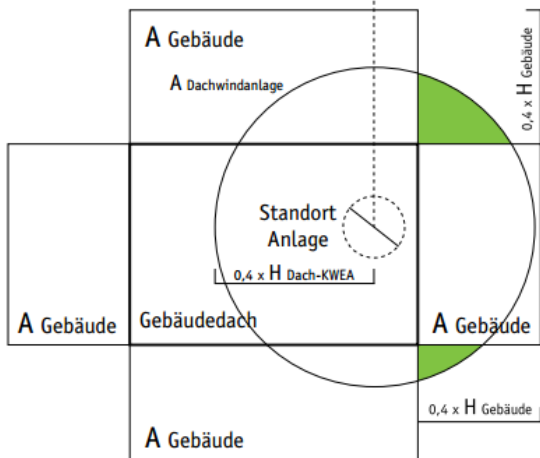 A Gebäude
A Dachwindanlage
0,4 x H Gebäude
Standort
Anlage
0,4 x H Dach-KWEA
A Gebäude
Gebäudedach
A Gebäude
0,4 x H Gebäude
A Gebäude